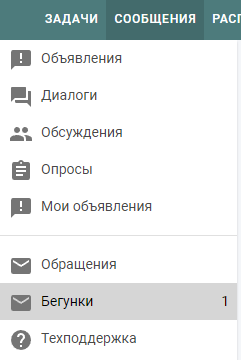 ЗАДАЧИ СООБЩЕНИЯ
Объявления
Диалоги
Обсуждения
Опросы
Мои объявления
Обращения
Бегунки 1
Техподдержка